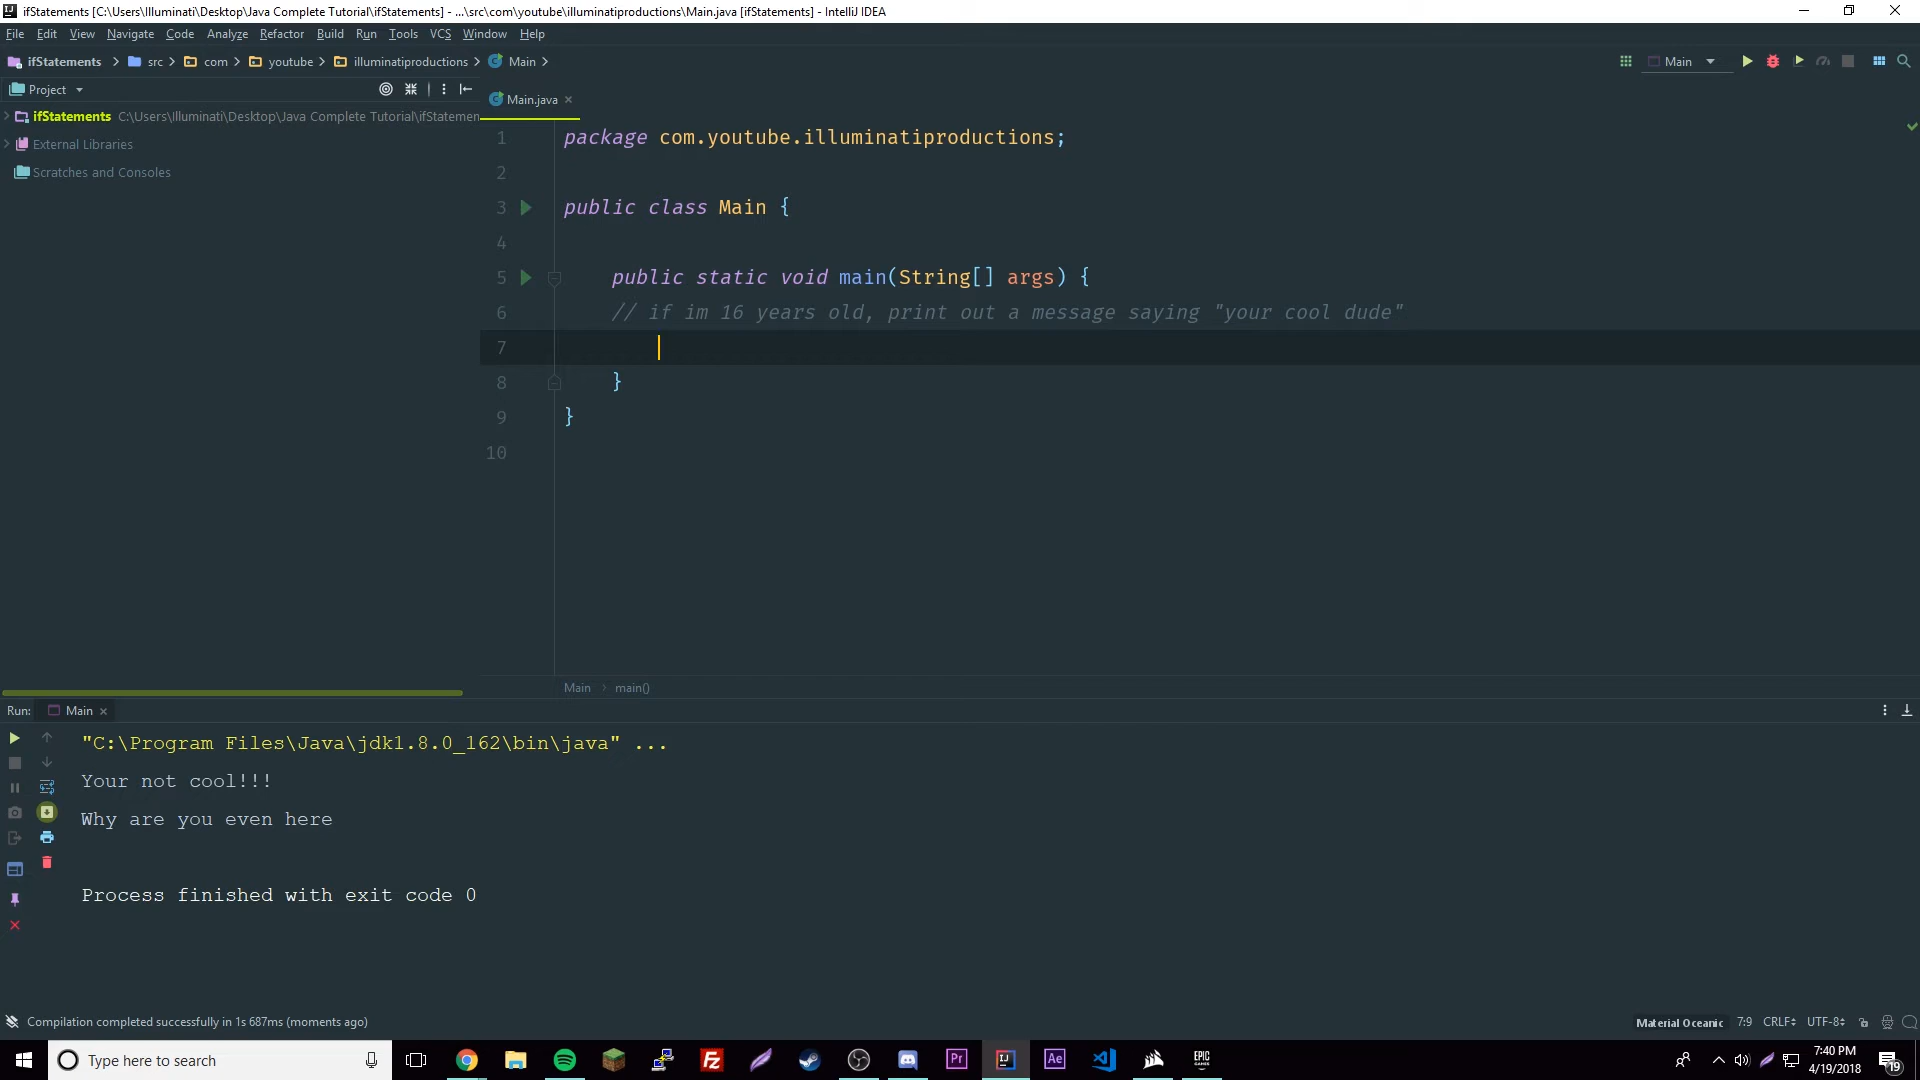 ifStatements [C:\Users\Illuminati\Desktop\Java Complete Tutorial\ifStatements] - ...\src\com\youtube\illuminatiproductions\Main.java [ifStatements] - IntelliJ IDEA
File Edit View Navigate Code Analyze Refactor Build Run Tools VCS Window Help
ifStatements src com youtube illuminatiproductions Main
Main
Project
Main.java
ifStatements C:\Users\Illuminati\Desktop\Java Complete Tutorial\ifStatemen
External Libraries
Scratches and Consoles
1 package com.youtube.illuminatiproductions;
2
3 public class Main {
4
5 public static void main(String[] args) {
6 // if im 16 years old, print out a message saying "your cool dude"
7
8 }
9 }
10
Main main()
Run: Main
"C:\Program Files\Java\jdk1.8.0_162\bin\java" ...
Your not cool!!!
Why are you even here
Process finished with exit code 0
Compilation completed successfully in 1s 687ms (moments ago)
Material Oceanic 7:9 CRLF UTF-8
Type here to search
Pr
IJ
Ae
EPIC
GAMES
7:40 PM
4/19/2018
19